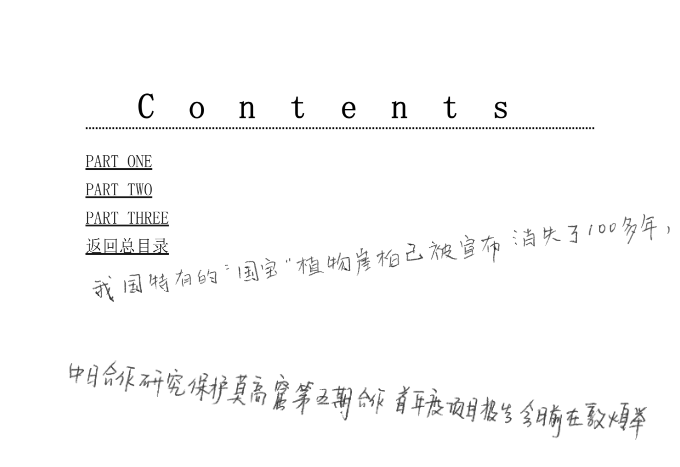 Contents
PART ONE
PART TWO
PART THREE
返回总目录
我国特有的“国宝”植物崖柏已被宣布消失了100多年，
中日合作研究保护莫高窟第五期合作首年度项目报告会日前在敦煌举